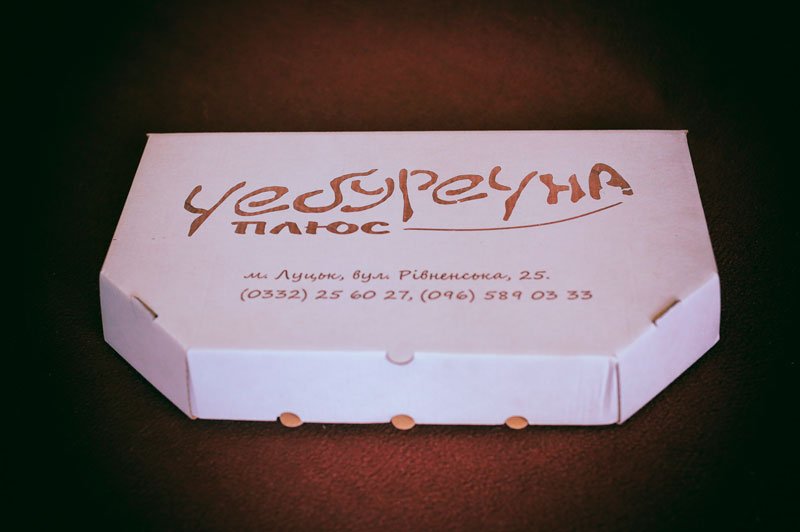 Чебуречна
плюс
м. Луцьк, вул. Рівненська, 25.
(0332) 25 60 27, (096) 589 03 33